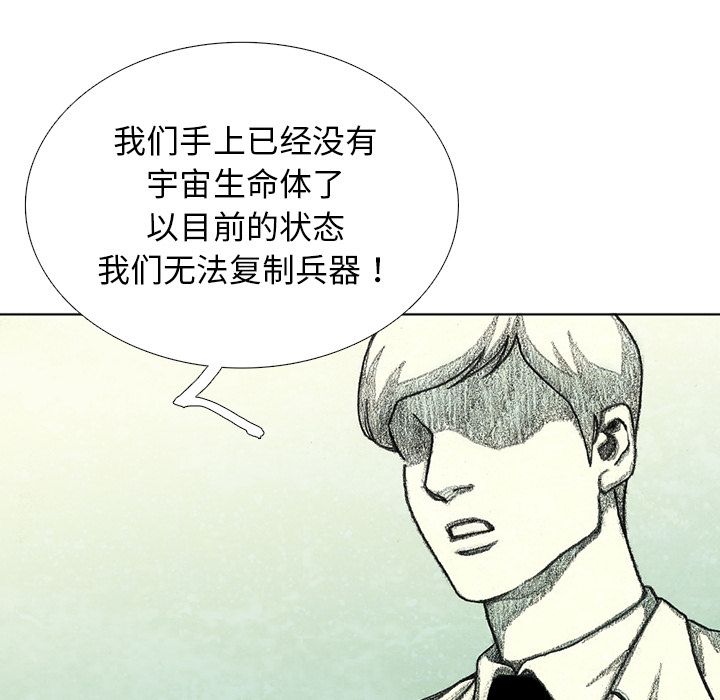 我们手上已经没有
宇宙生命体了
以目前的状态
我们无法复制兵器！